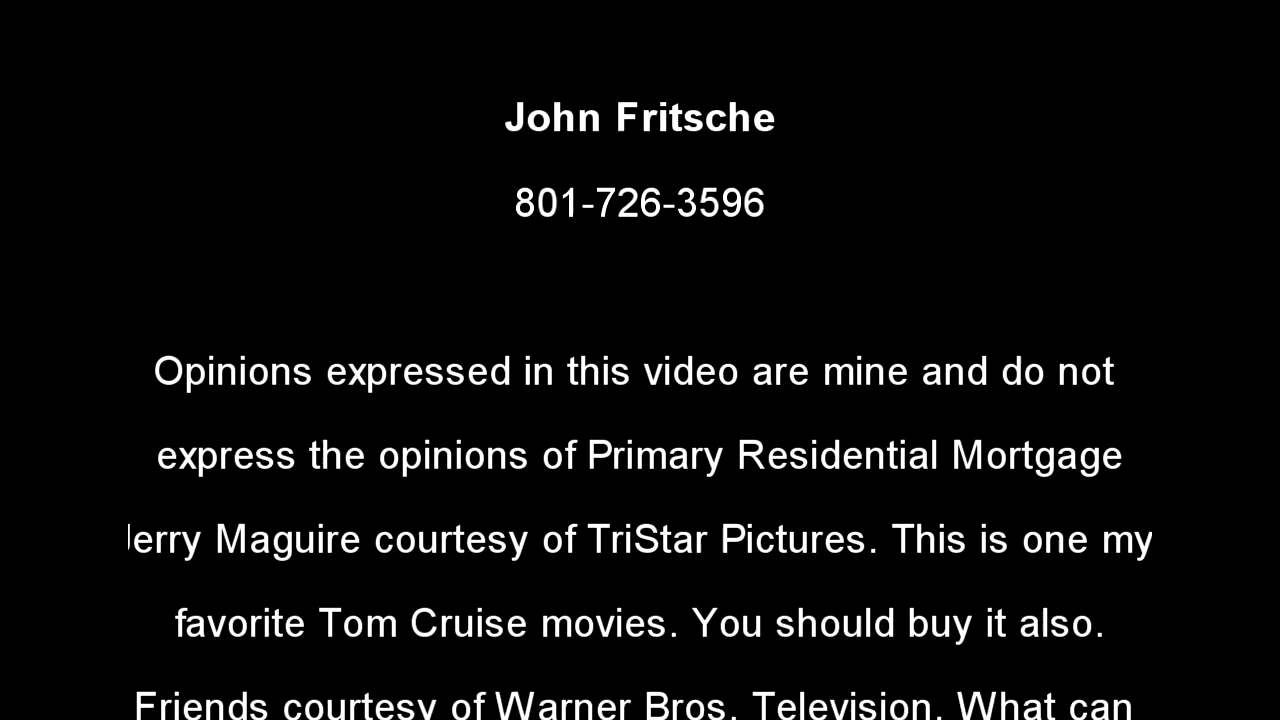 John Fritsche
801-726-3596
Opinions expressed in this video are mine and do not
express the opinions of Primary Residential Mortgage
Jerry Maguire courtesy of TriStar Pictures. This is one my
favorite Tom Cruise movies. You should buy it also.
Friends courtesy of Warner Bros. Television. What can